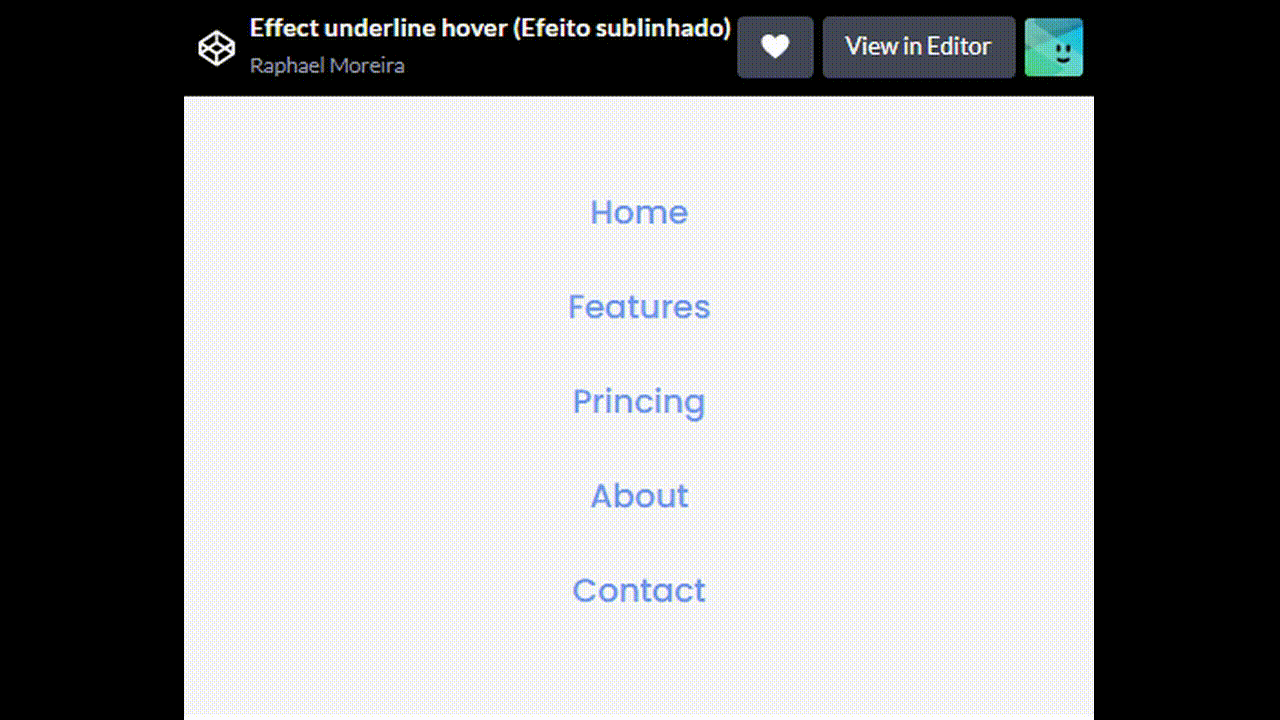 Effect underline hover (Efeito sublinhado)
Raphael Moreira
View in Editor
Home
Features
Princing
About
Contact